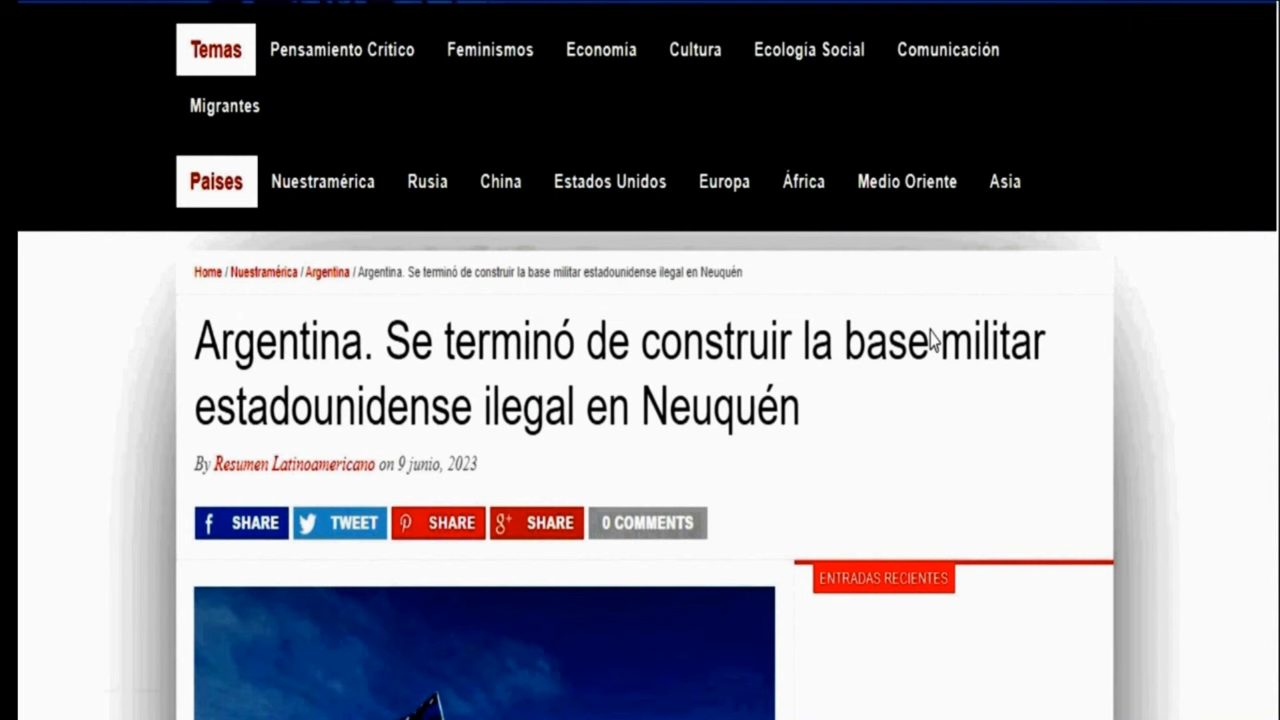 Temas Pensamiento Crítico Feminismos Economía Cultura Ecologia Social Comunicación
Migrantes
Paises Nuestramérica Rusia China Estados Unidos Europa África Medio Oriente Asia
Home / Nuestramérica / Argentina / Argentina. Se terminó de construir la base militar estadounidense ilegal en Neuquén
Argentina. Se terminó de construir la base militar
estadounidense ilegal en Neuquén
By Resumen Latinoamericano on 9 junio, 2023
SHARE TWEET SHARE SHARE 0 COMMENTS
ENTRADAS RECIENTES